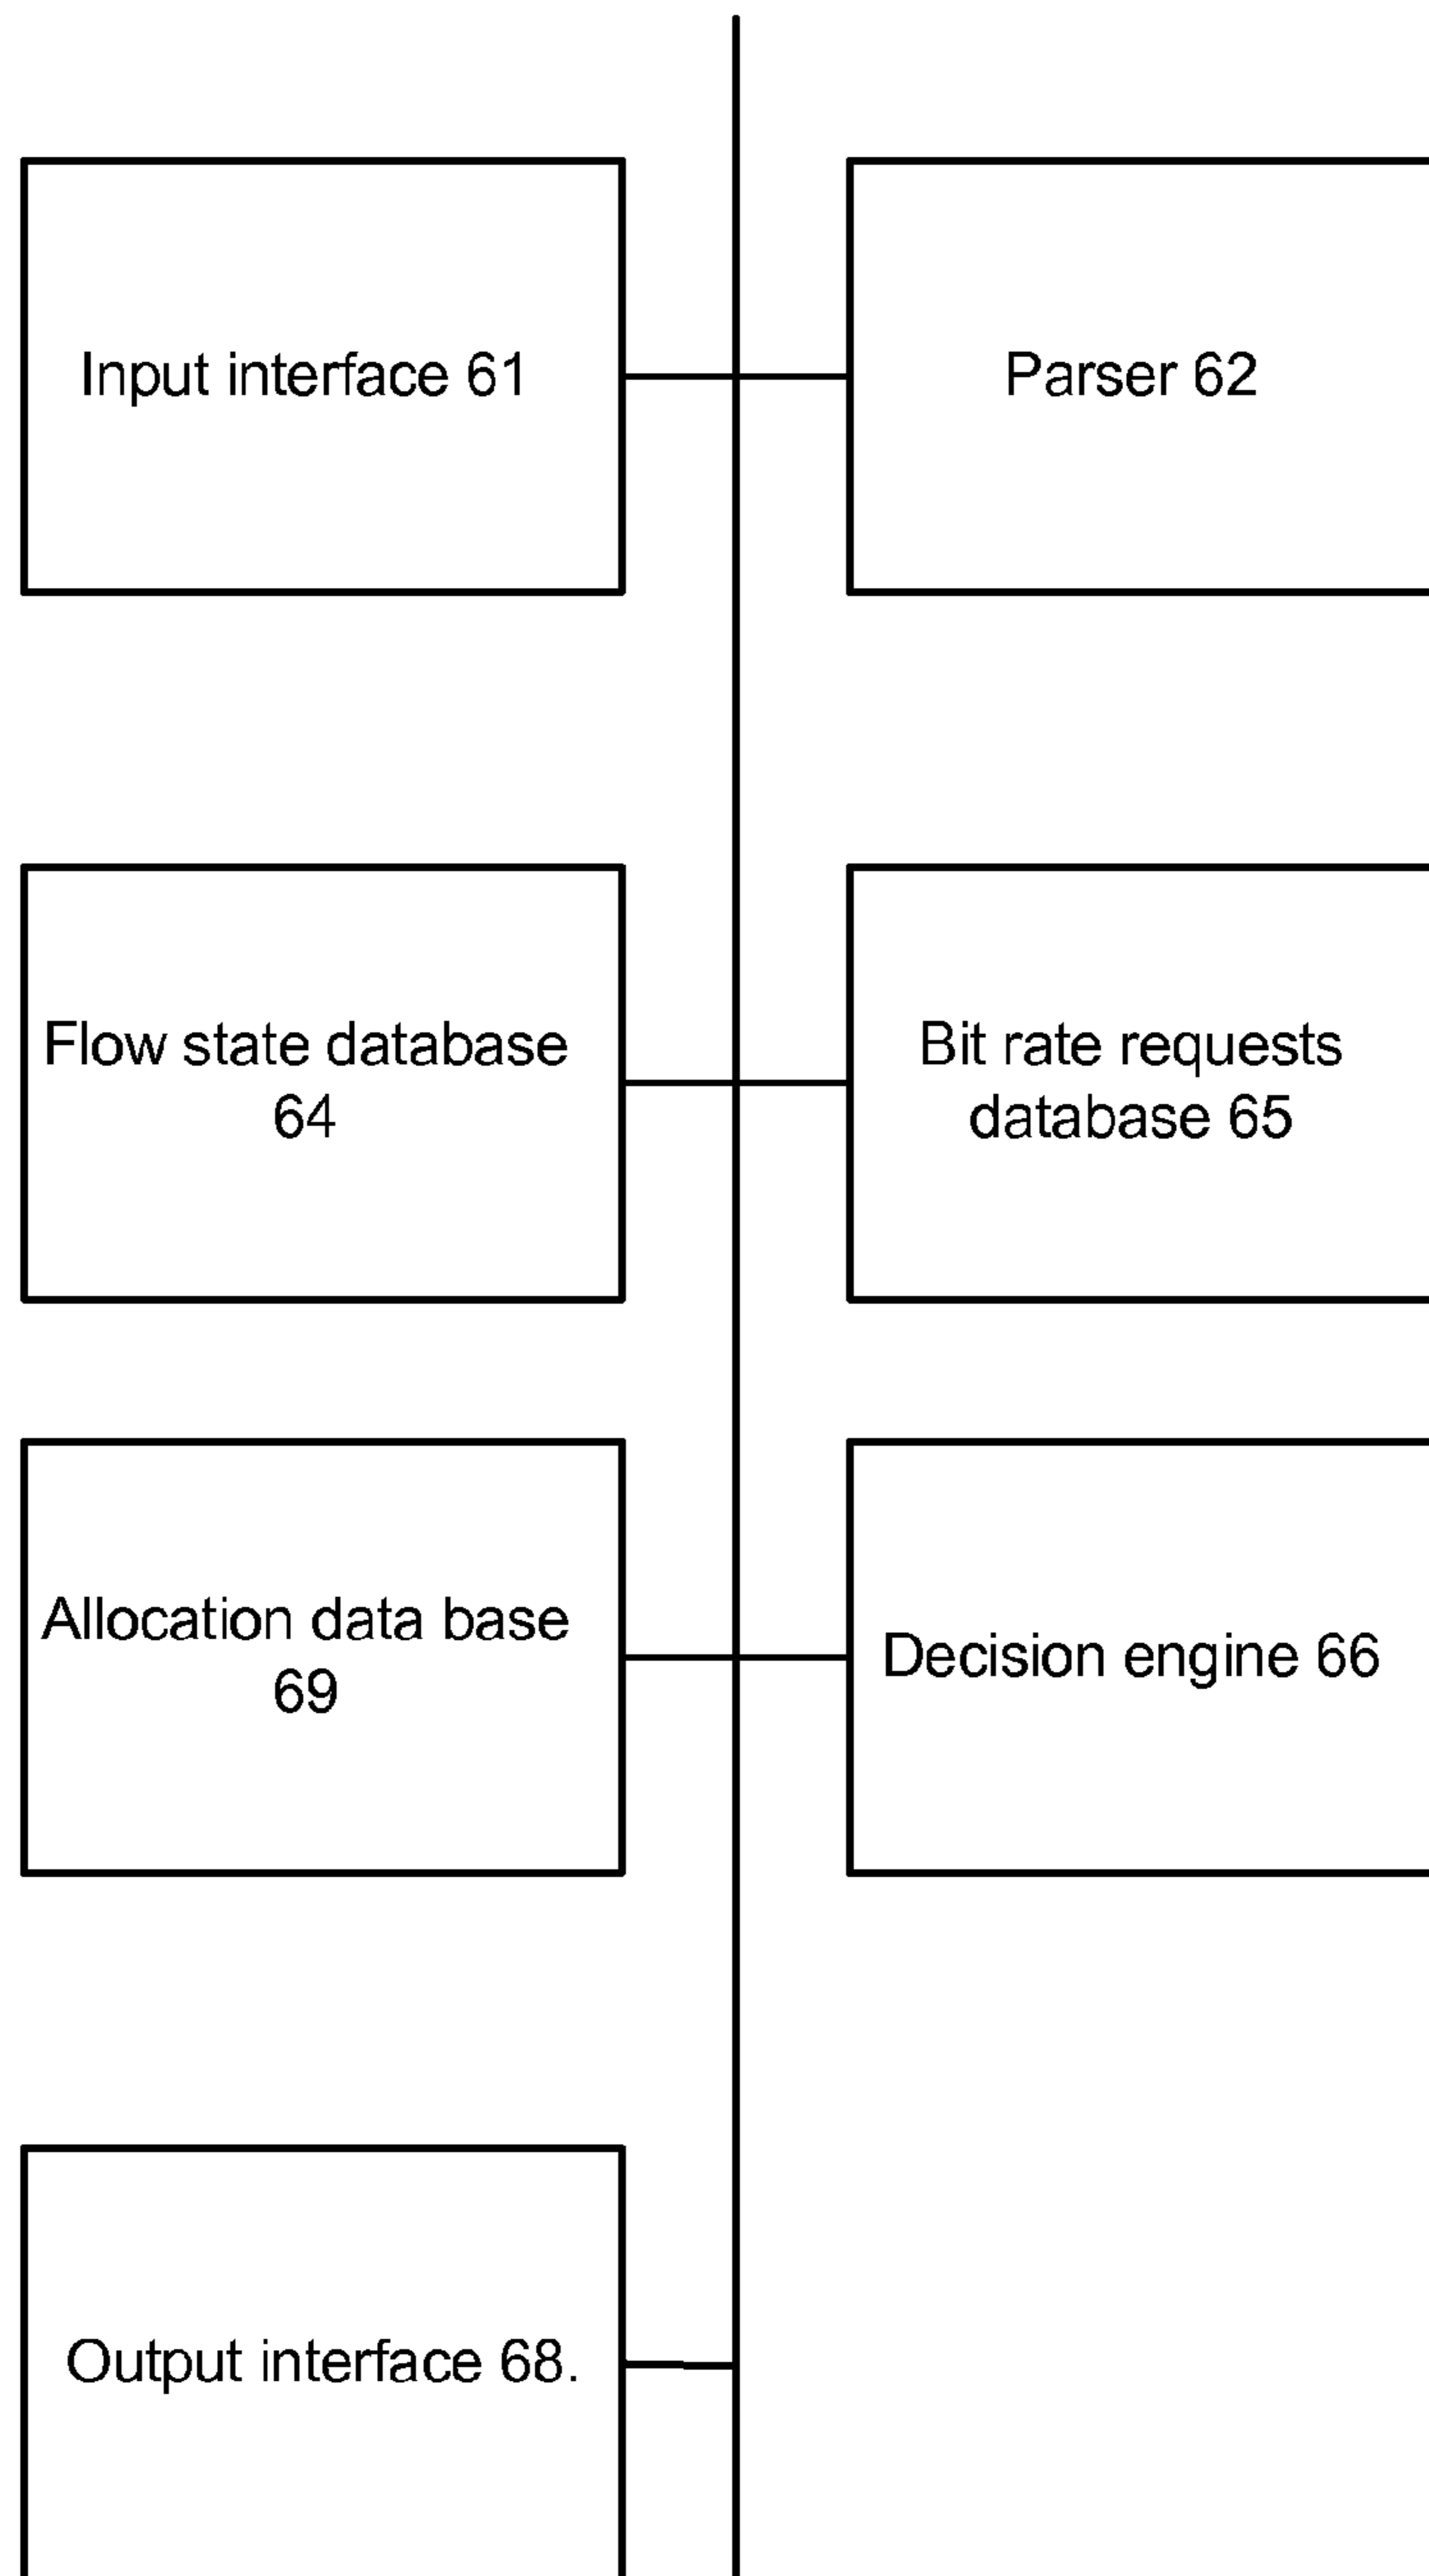 Input interface 61
Parser 62
Flow state database
64
Bit rate requests
database 65
Allocation data base
69
Decision engine 66
Output interface 68.